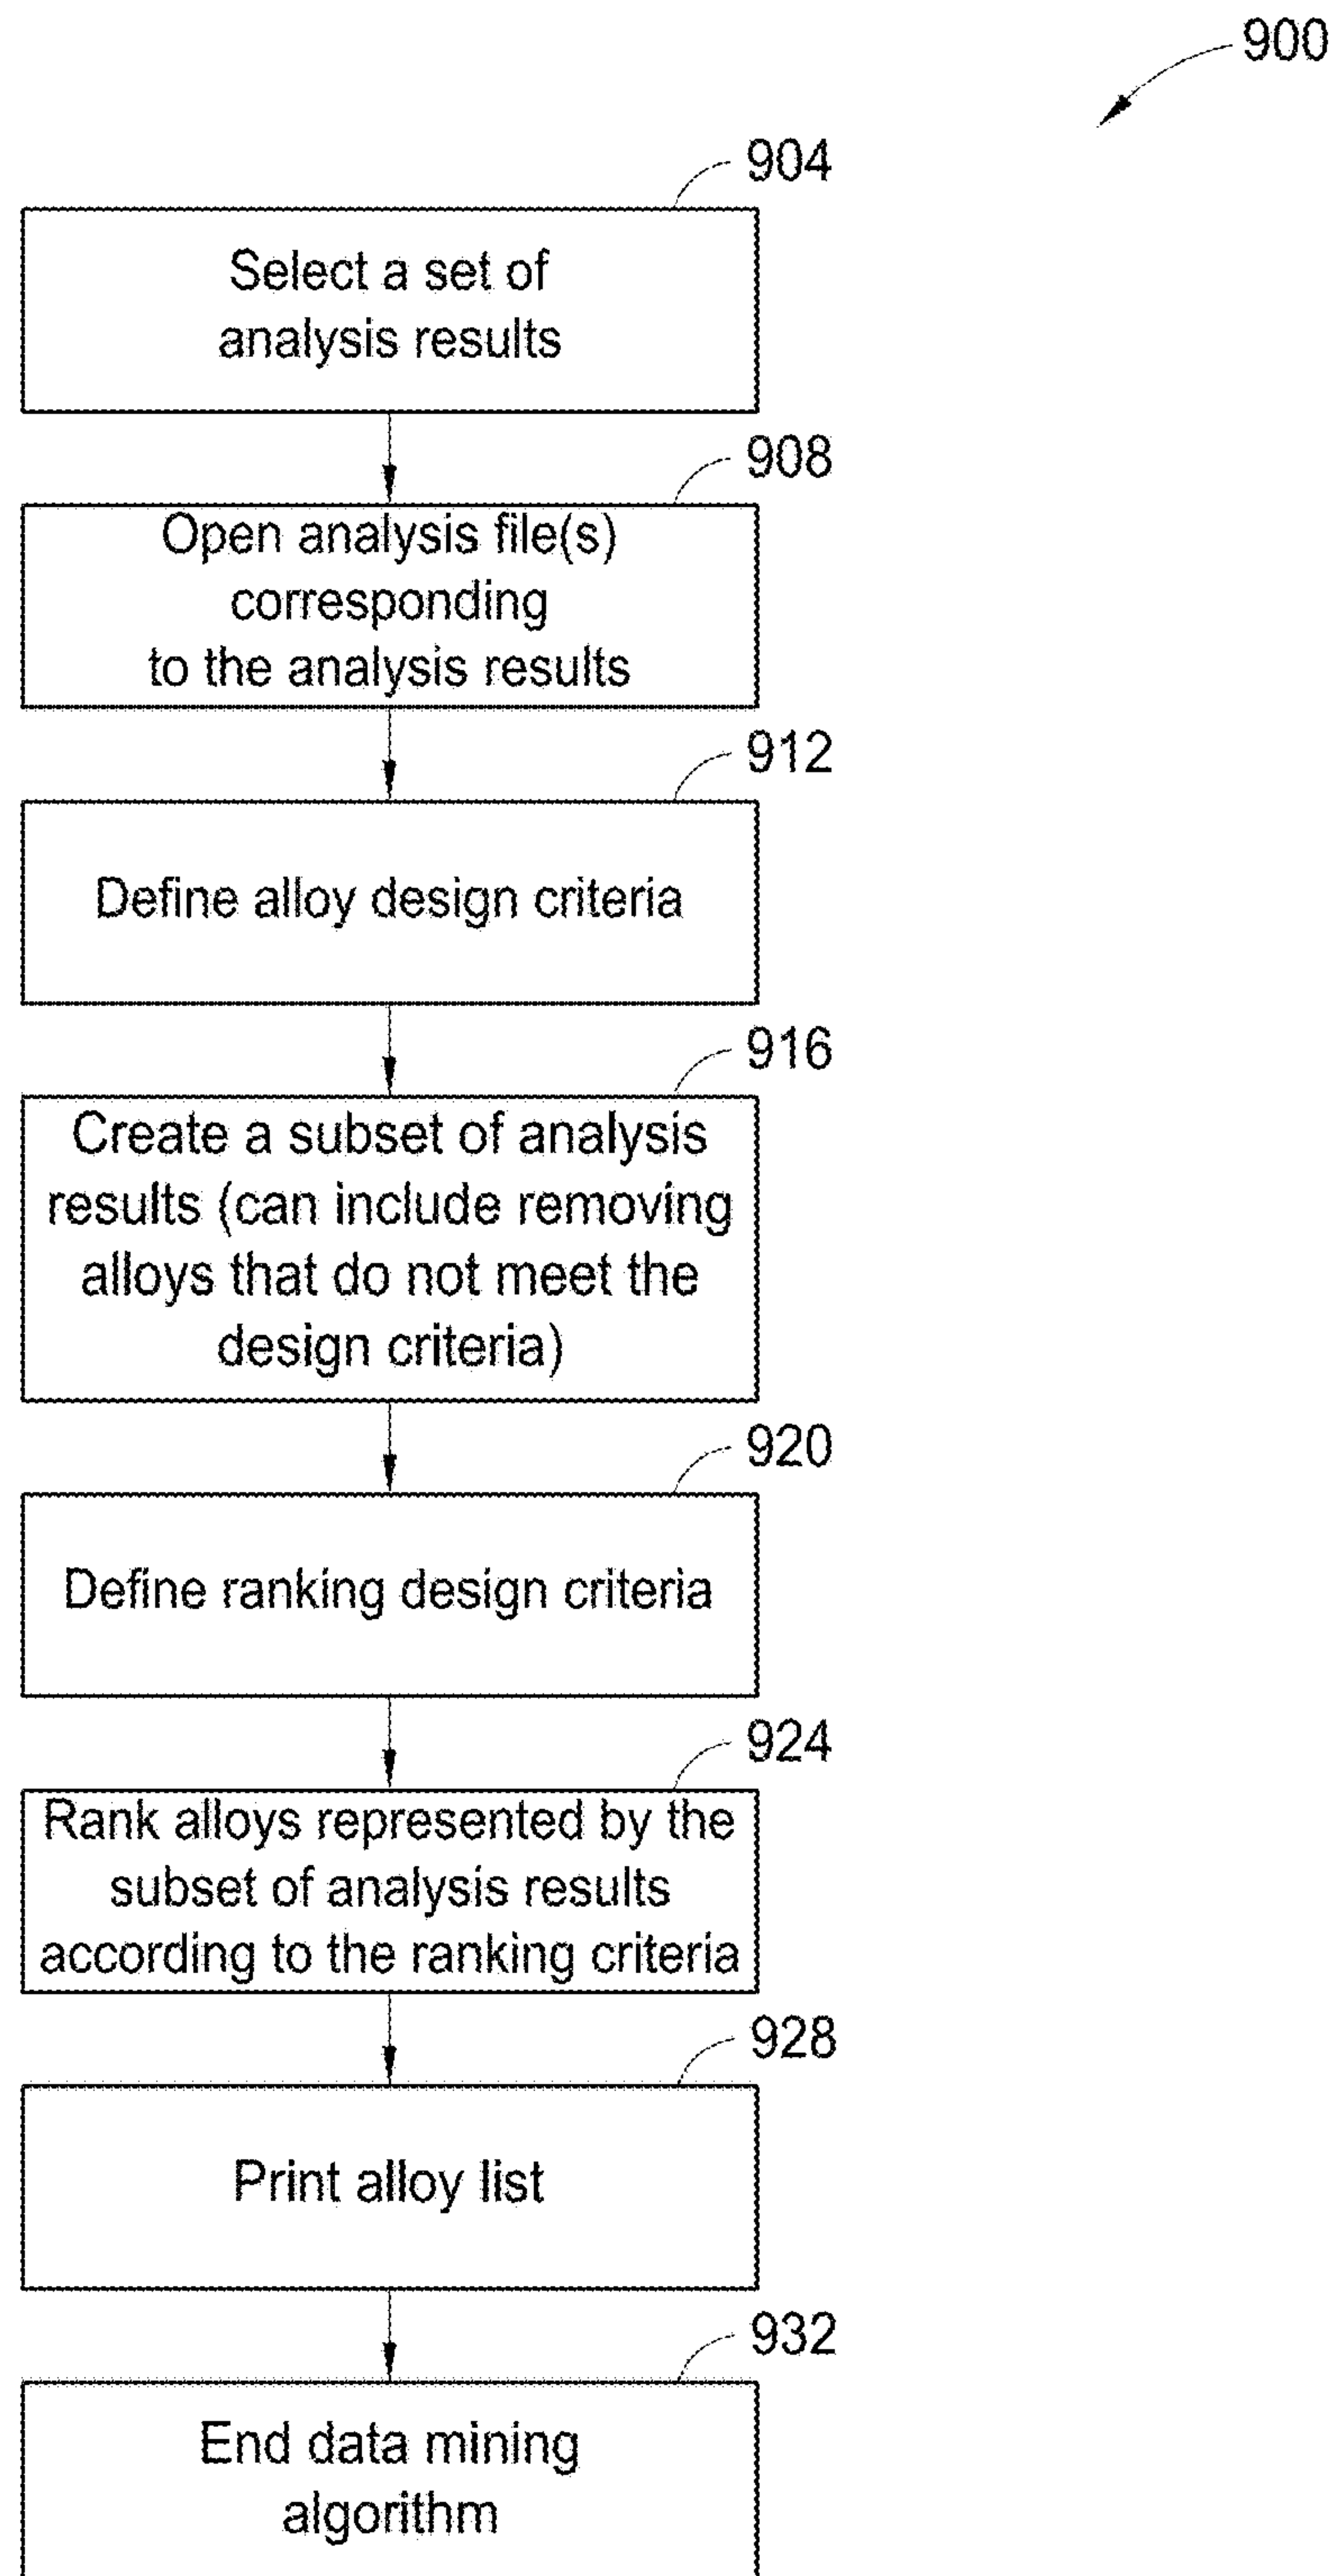 900
904
Select a set of
analysis results
908
Open analysis file(s)
corresponding
to the analysis results
912
Define alloy design criteria
916
Create a subset of analysis
results (can include removing
alloys that do not meet the
design criteria)
920
Define ranking design criteria
924
Rank alloys represented by the
subset of analysis results
according to the ranking criteria
928
Print alloy list
932
End data mining
algorithm